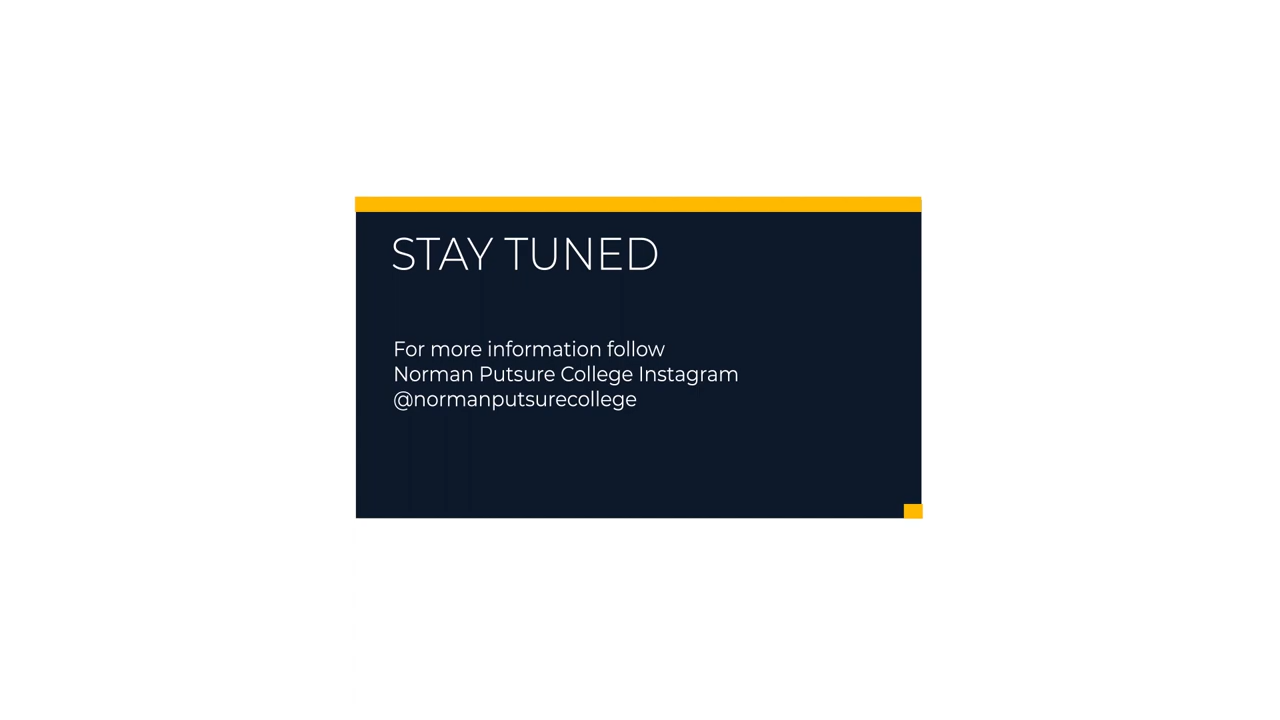 STAY TUNED
For more information follow
Norman Putsure College Instagram
@normanputsurecollege